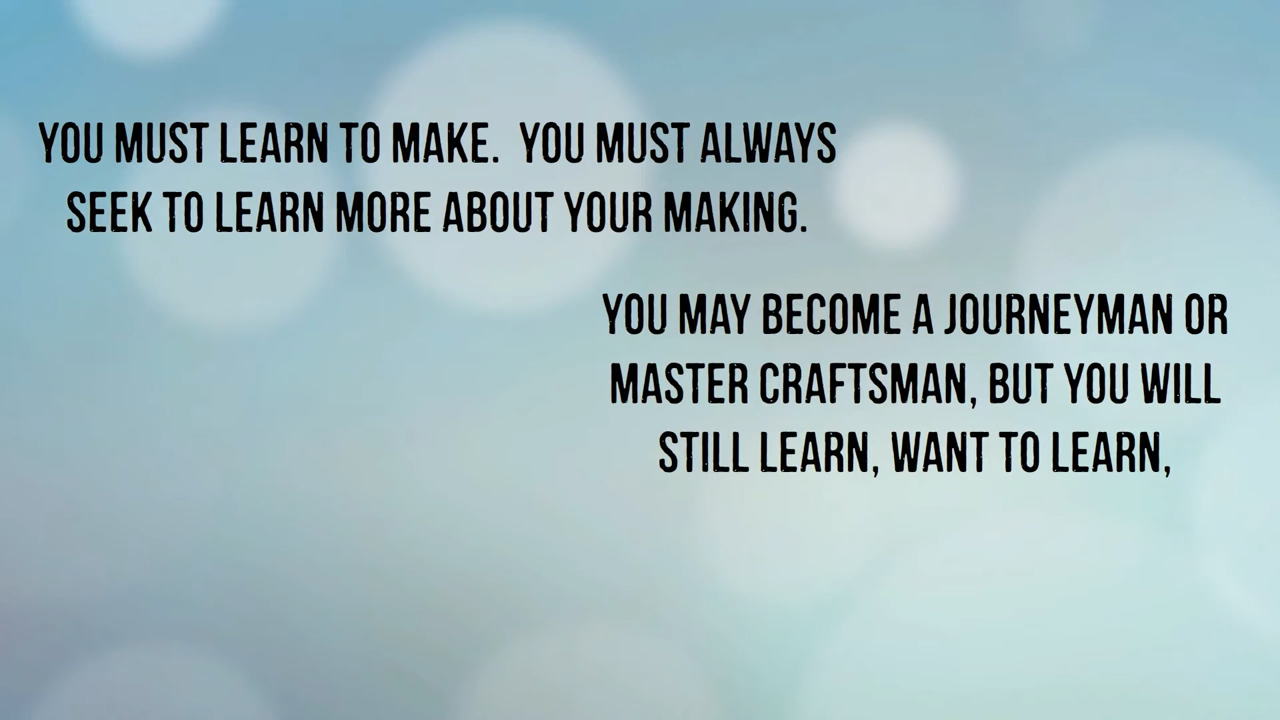 YOU MUST LEARN TO MAKE.  YOU MUST ALWAYS
SEEK TO LEARN MORE ABOUT YOUR MAKING.
YOU MAY BECOME A JOURNEYMAN OR
MASTER CRAFTSMAN, BUT YOU WILL
STILL LEARN, WANT TO LEARN,